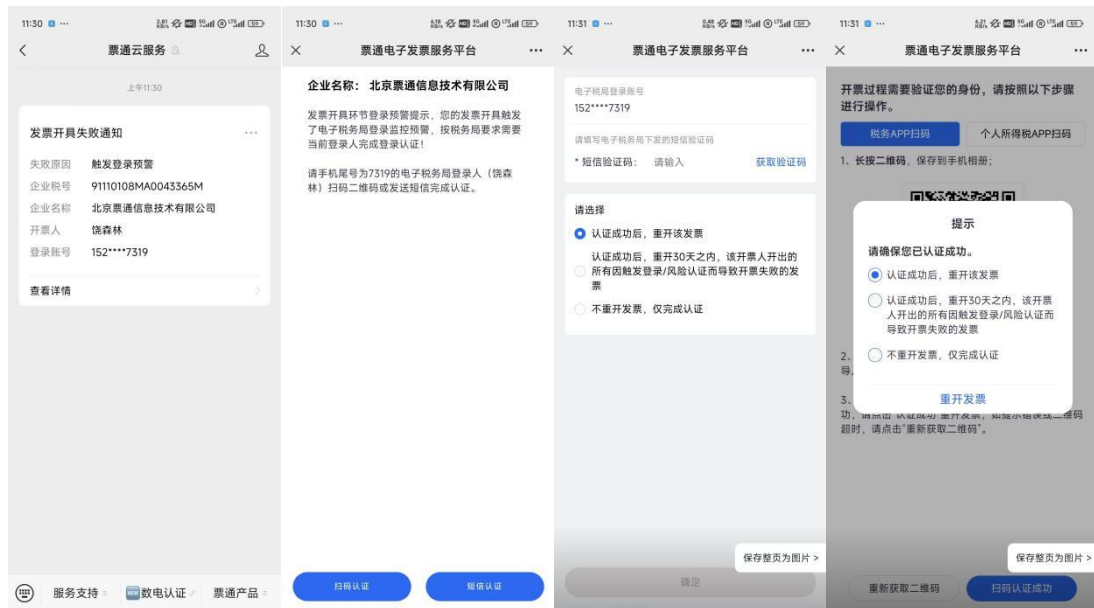 11:30
票通云服务
上午11:30
发票开具失败通知
失败原因 触发登录预警
企业税号 91110108MA0043365M
企业名称 北京票通信息技术有限公司
开票人 饶森林
登录账号 152****7319
查看详情
服务支持
数电认证
票通产品
11:30
票通电子发票服务平台
企业名称： 北京票通信息技术有限公司
发票开具环节登录预警提示，您的发票开具触发
了电子税务局登录监控预警，按税务局要求需要
当前登录人完成登录认证！
请手机尾号为7319的电子税务局登录人（饶森
林）扫码二维码或发送短信完成认证。
扫码认证
短信认证
11:31
票通电子发票服务平台
电子税局登录账号
152****7319
请填写电子税务局下发的短信验证码
* 短信验证码： 请输入 获取验证码
请选择
认证成功后，重开该发票
认证成功后，重开30天之内，该开票人开出的
所有因触发登录/风险认证而导致开票失败的发
票
不重开发票，仅完成认证
保存整页为图片 >
确定
11:31
票通电子发票服务平台
开票过程需要验证您的身份，请按照以下步骤
进行操作。
税务APP扫码
个人所得税APP扫码
1、长按二维码，保存到手机相册；
提示
请确保您已认证成功。
认证成功后，重开该发票
认证成功后，重开30天之内，该开票
人开出的所有因触发登录/风险认证而
导致开票失败的发票
不重开发票，仅完成认证
重开发票
2、
导,
3、
功，请点击"认证成功 重开发票，如提示错误或二维码
超时，请点击"重新获取二维码"。
保存整页为图片 >
重新获取二维码
扫码认证成功